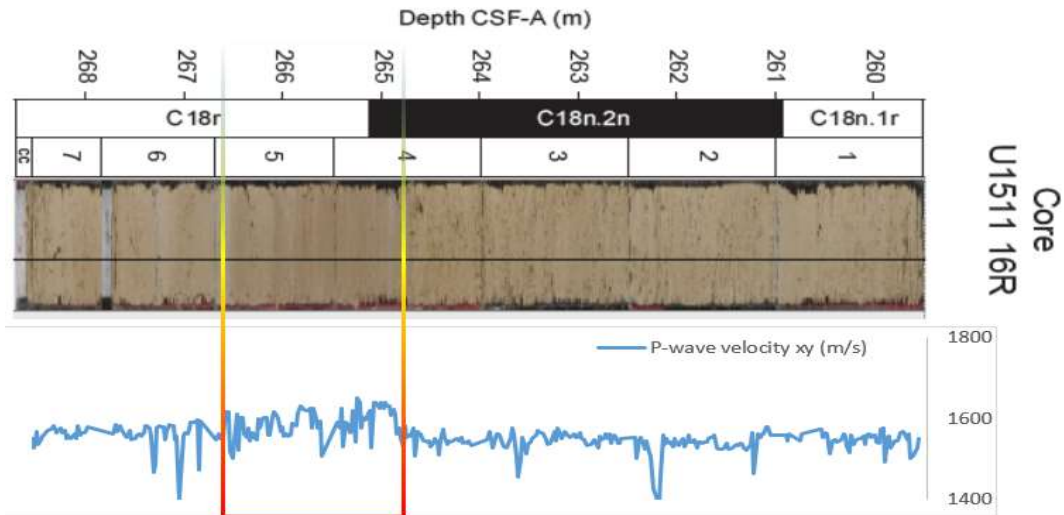 Depth CSF-A (m)
268 267 266 265 264 263 262 261 260
C18r C18n.2n C18n.1r
cc 7 6 5 4 3 2 1
Core
U1511 16R
P-wave velocity xy (m/s)
1800
1600
1400